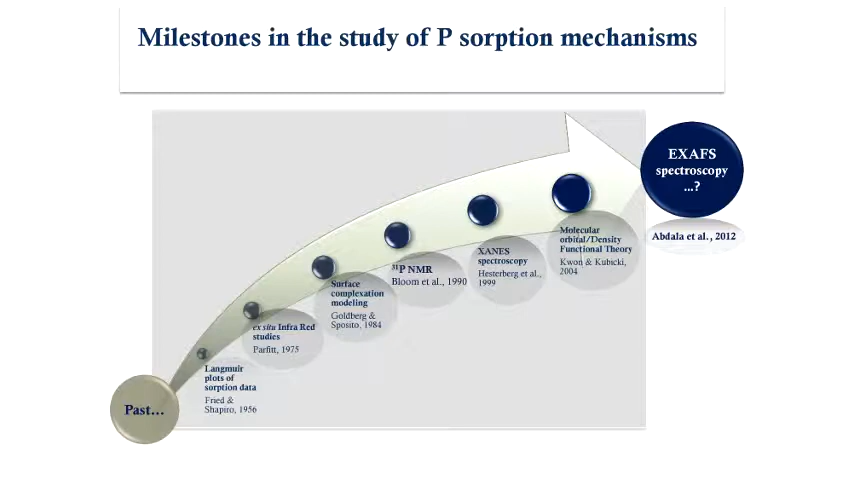 Milestones in the study of P sorption mechanisms
Past...
Langmuir
plots of
sorption data
Fried &
Shapiro, 1956
ex situ Infra Red
studies
Parfitt, 1975
Surface
complexation
modeling
Goldberg &
Sposito, 1984
³¹P NMR
Bloom et al., 1990
XANES
spectroscopy
Hesterberg et al.,
1999
Molecular
orbital/Density
Functional Theory
Kwon & Kubicki,
2004
EXAFS
spectroscopy
...?
Abdala et al., 2012